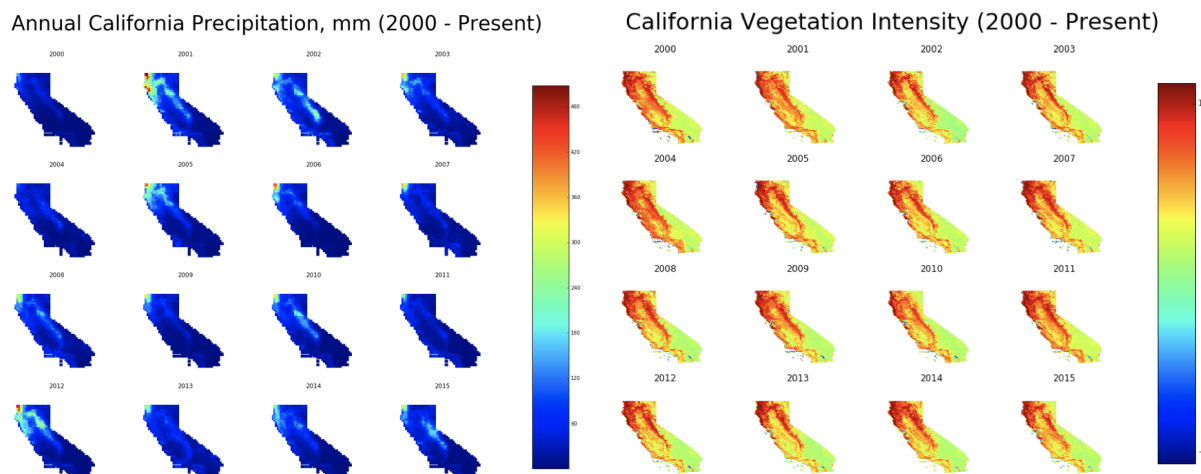 Annual California Precipitation, mm (2000 - Present)
2000 2001 2002 2003
2004 2005 2006 2007
2008 2009 2010 2011
2012 2013 2014 2015
480
420
360
300
240
180
120
60
California Vegetation Intensity (2000 - Present)
2000 2001 2002 2003
2004 2005 2006 2007
2008 2009 2010 2011
2012 2013 2014 2015